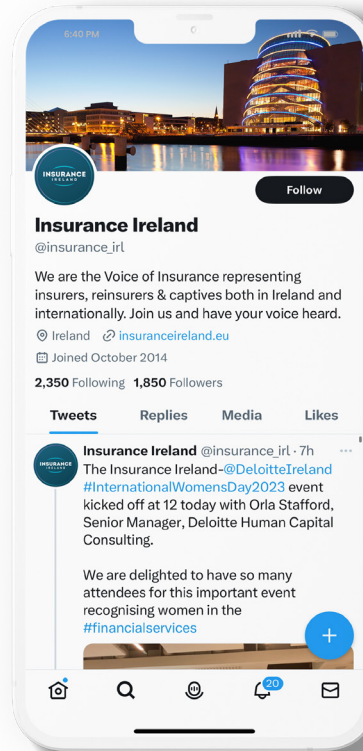 6:40 PM
INSURANCE
IRELAND
Follow
Insurance Ireland
@insurance_irl
We are the Voice of Insurance representing
insurers, reinsurers & captives both in Ireland and
internationally. Join us and have your voice heard.
Ireland insuranceireland.eu
Joined October 2014
2,350 Following 1,850 Followers
Tweets Replies Media Likes
INSURANCE
IRELAND
Insurance Ireland @insurance_irl · 7h
The Insurance Ireland-@DeloitteIreland
#InternationalWomensDay2023 event
kicked off at 12 today with Orla Stafford,
Senior Manager, Deloitte Human Capital
Consulting.
We are delighted to have so many
attendees for this important event
recognising women in the
#financialservices
+
20